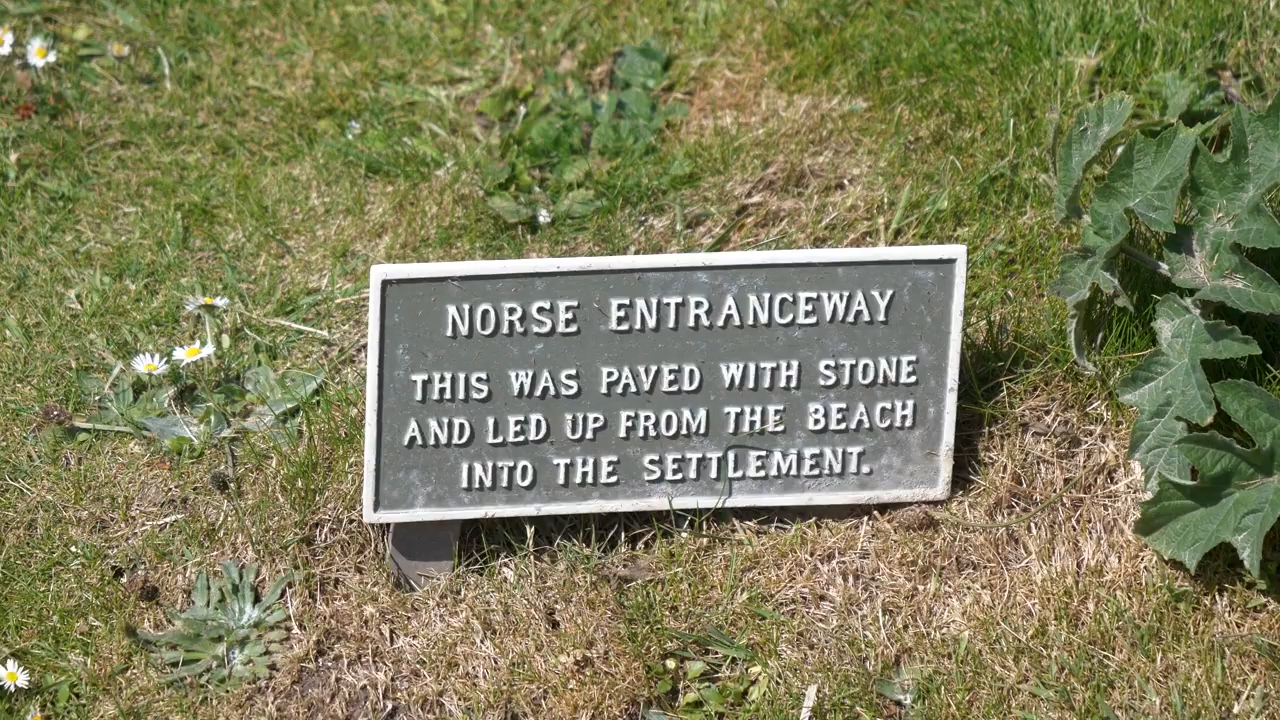 NORSE ENTRANCEWAY
THIS WAS PAVED WITH STONE
AND LED UP FROM THE BEACH
INTO THE SETTLEMENT.